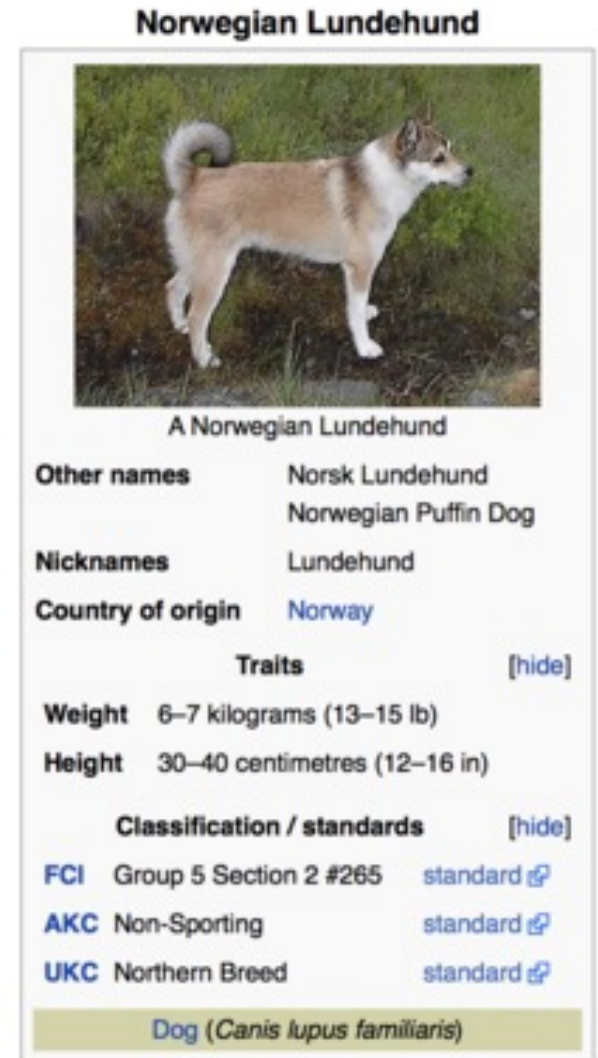 Norwegian Lundehund
A Norwegian Lundehund
Other names Norsk Lundehund
Norwegian Puffin Dog
Nicknames Lundehund
Country of origin Norway
Traits [hide]
Weight 6–7 kilograms (13–15 lb)
Height 30–40 centimetres (12–16 in)
Classification / standards [hide]
FCI Group 5 Section 2 #265 standard
AKC Non-Sporting standard
UKC Northern Breed standard
Dog (Canis lupus familiaris)